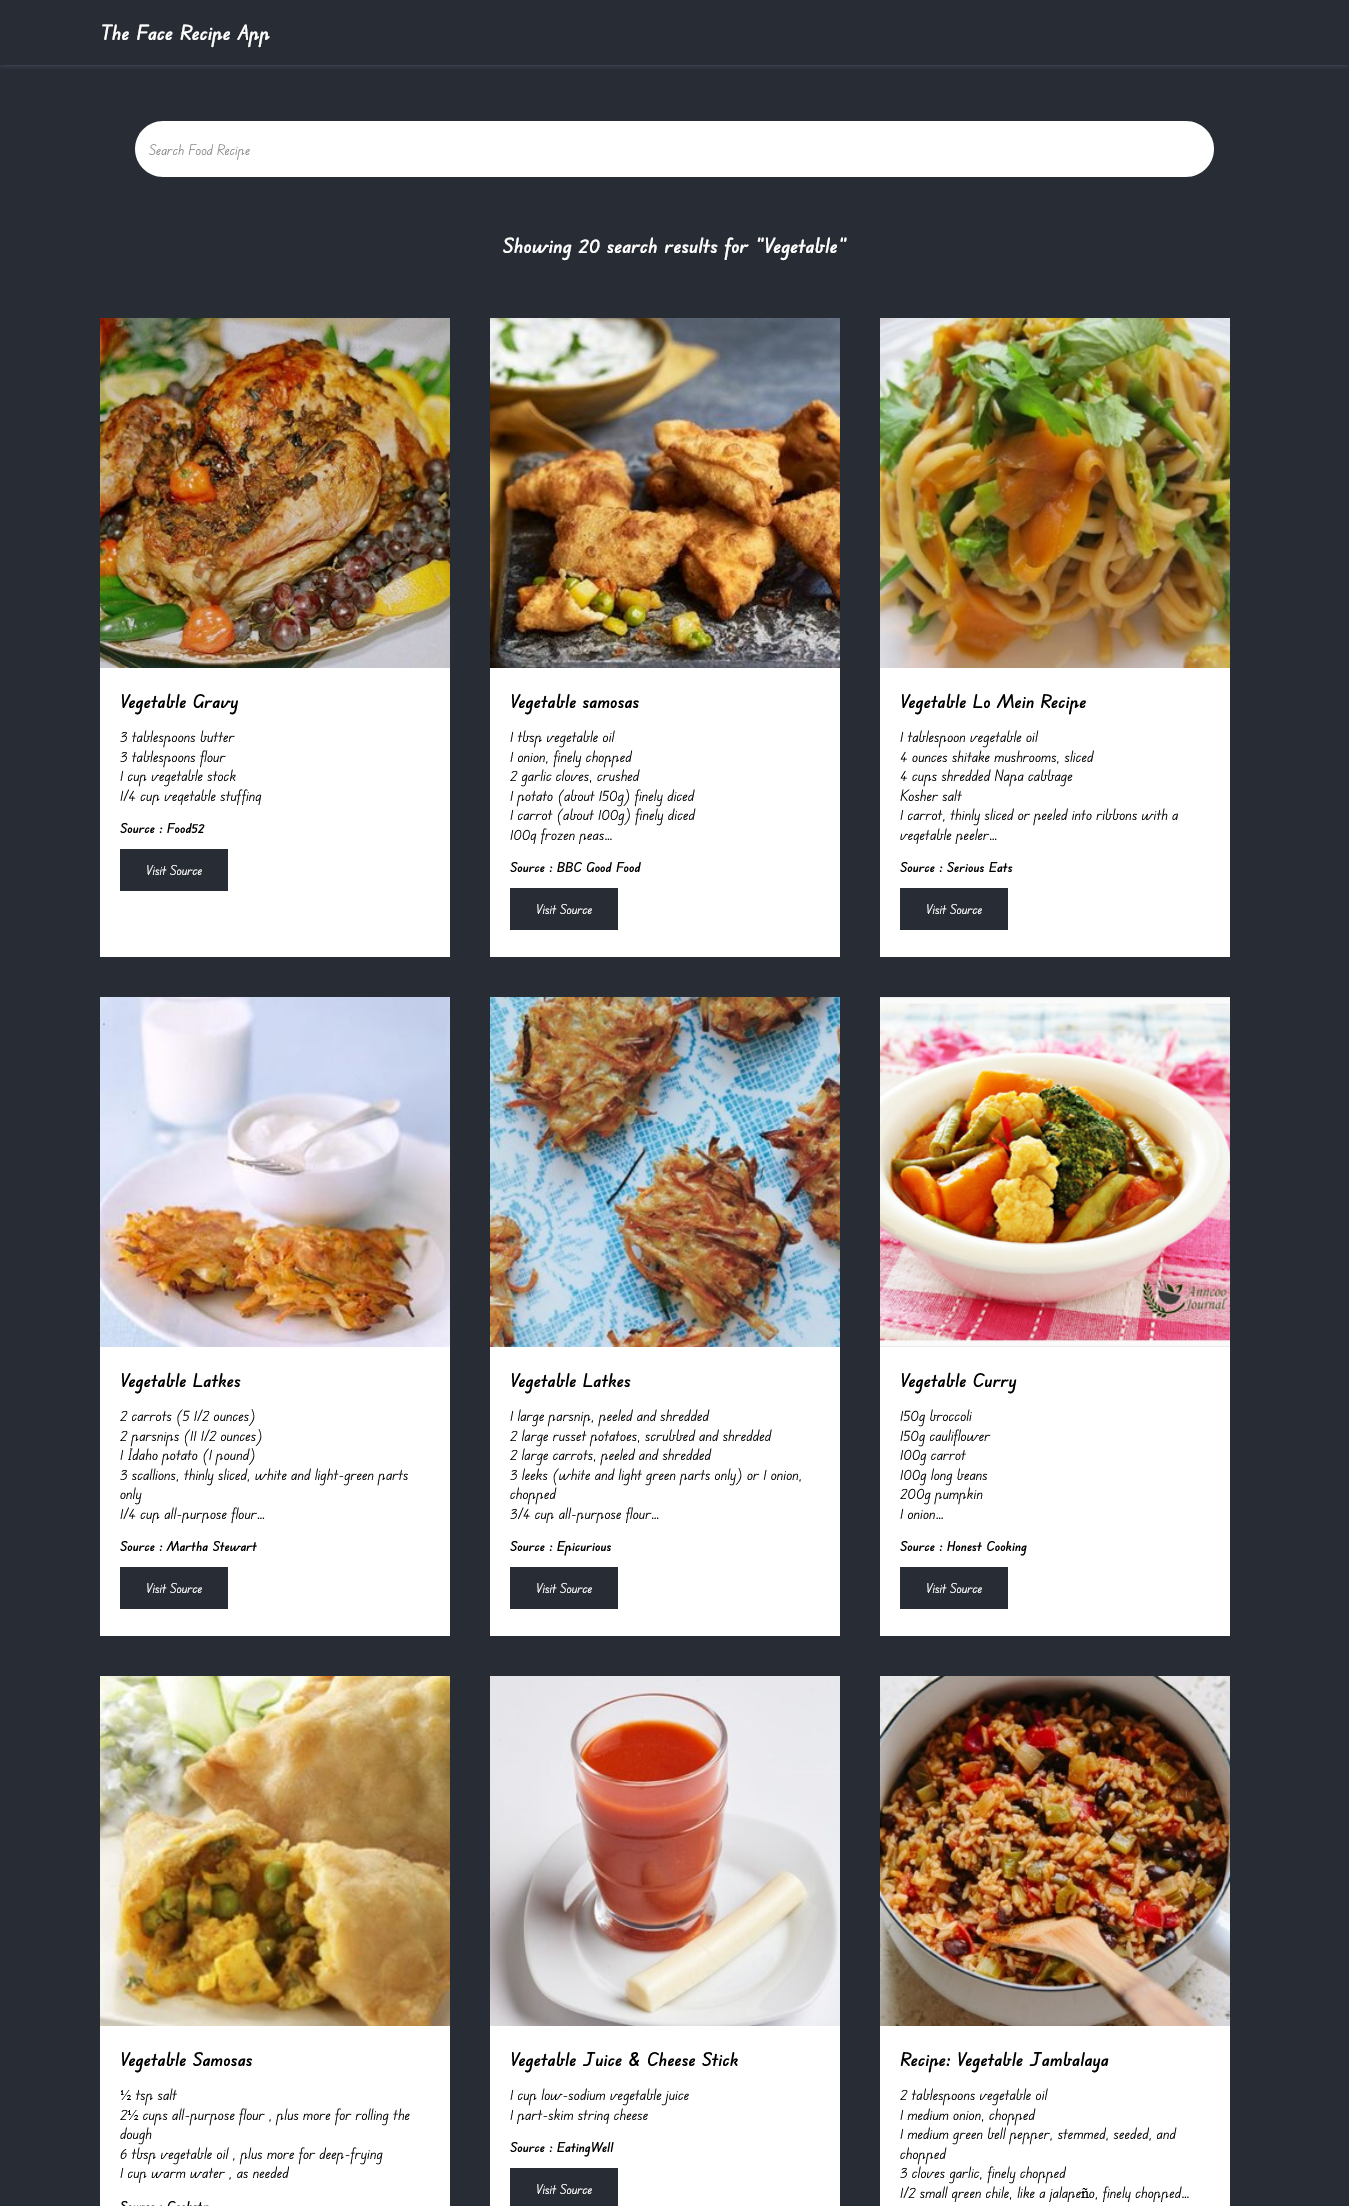 The Face Recipe App
Search Food Recipe
Showing 20 search results for "Vegetable"
Vegetable Gravy
3 tablespoons butter
3 tablespoons flour
1 cup vegetable stock
1/4 cup vegetable stuffing
Source : Food52
Visit Source
Vegetable samosas
1 tbsp vegetable oil
1 onion, finely chopped
2 garlic cloves, crushed
1 potato (about 150g) finely diced
1 carrot (about 100g) finely diced
100g frozen peas...
Source : BBC Good Food
Visit Source
Vegetable Lo Mein Recipe
1 tablespoon vegetable oil
4 ounces shitake mushrooms, sliced
4 cups shredded Napa cabbage
Kosher salt
1 carrot, thinly sliced or peeled into ribbons with a
vegetable peeler...
Source : Serious Eats
Visit Source
Vegetable Latkes
2 carrots (5 1/2 ounces)
2 parsnips (11 1/2 ounces)
1 Idaho potato (1 pound)
3 scallions, thinly sliced, white and light-green parts
only
1/4 cup all-purpose flour...
Source : Martha Stewart
Visit Source
Vegetable Latkes
1 large parsnip, peeled and shredded
2 large russet potatoes, scrubbed and shredded
2 large carrots, peeled and shredded
3 leeks (white and light green parts only) or 1 onion,
chopped
3/4 cup all-purpose flour...
Source : Epicurious
Visit Source
Anncoo
Journal
Vegetable Curry
150g broccoli
150g cauliflower
100g carrot
100g long beans
200g pumpkin
1 onion...
Source : Honest Cooking
Visit Source
Vegetable Samosas
½ tsp salt
2½ cups all-purpose flour , plus more for rolling the
dough
6 tbsp vegetable oil , plus more for deep-frying
1 cup warm water , as needed
Vegetable Juice & Cheese Stick
1 cup low-sodium vegetable juice
1 part-skim string cheese
Source : EatingWell
Visit Source
Recipe: Vegetable Jambalaya
2 tablespoons vegetable oil
1 medium onion, chopped
1 medium green bell pepper, stemmed, seeded, and
chopped
3 cloves garlic, finely chopped
1/2 small green chile, like a jalapeño, finely chopped...